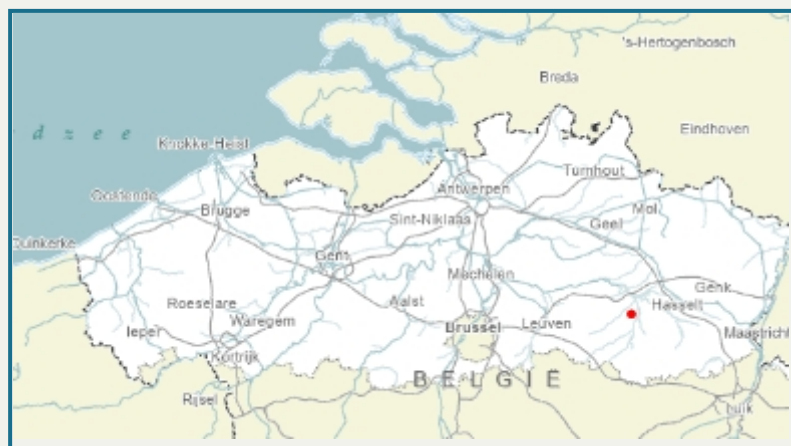 's-Hertogenbosch
Breda
Eindhoven
d z e e
Knokke-Heist
Turnhout
Oostende
Antwerpen
Brugge
Sint-Niklaas
Geel
Mol
Duinkerke
Gent
Mechelen
Genk
Roeselare
Aalst
Hasselt
Ieper
Waregem
Brussel
Leuven
Maastricht
Kortrijk
BELGIË
Rijsel
Luik